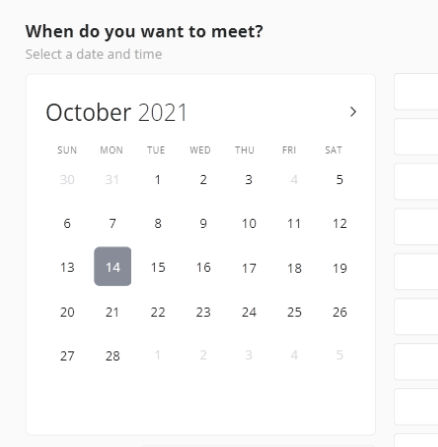 When do you want to meet?
Select a date and time
October 2021
SUN MON TUE WED THU FRI SAT
30 31 1 2 3 4 5
6 7 8 9 10 11 12
13 14 15 16 17 18 19
20 21 22 23 24 25 26
27 28 1 2 3 4 5